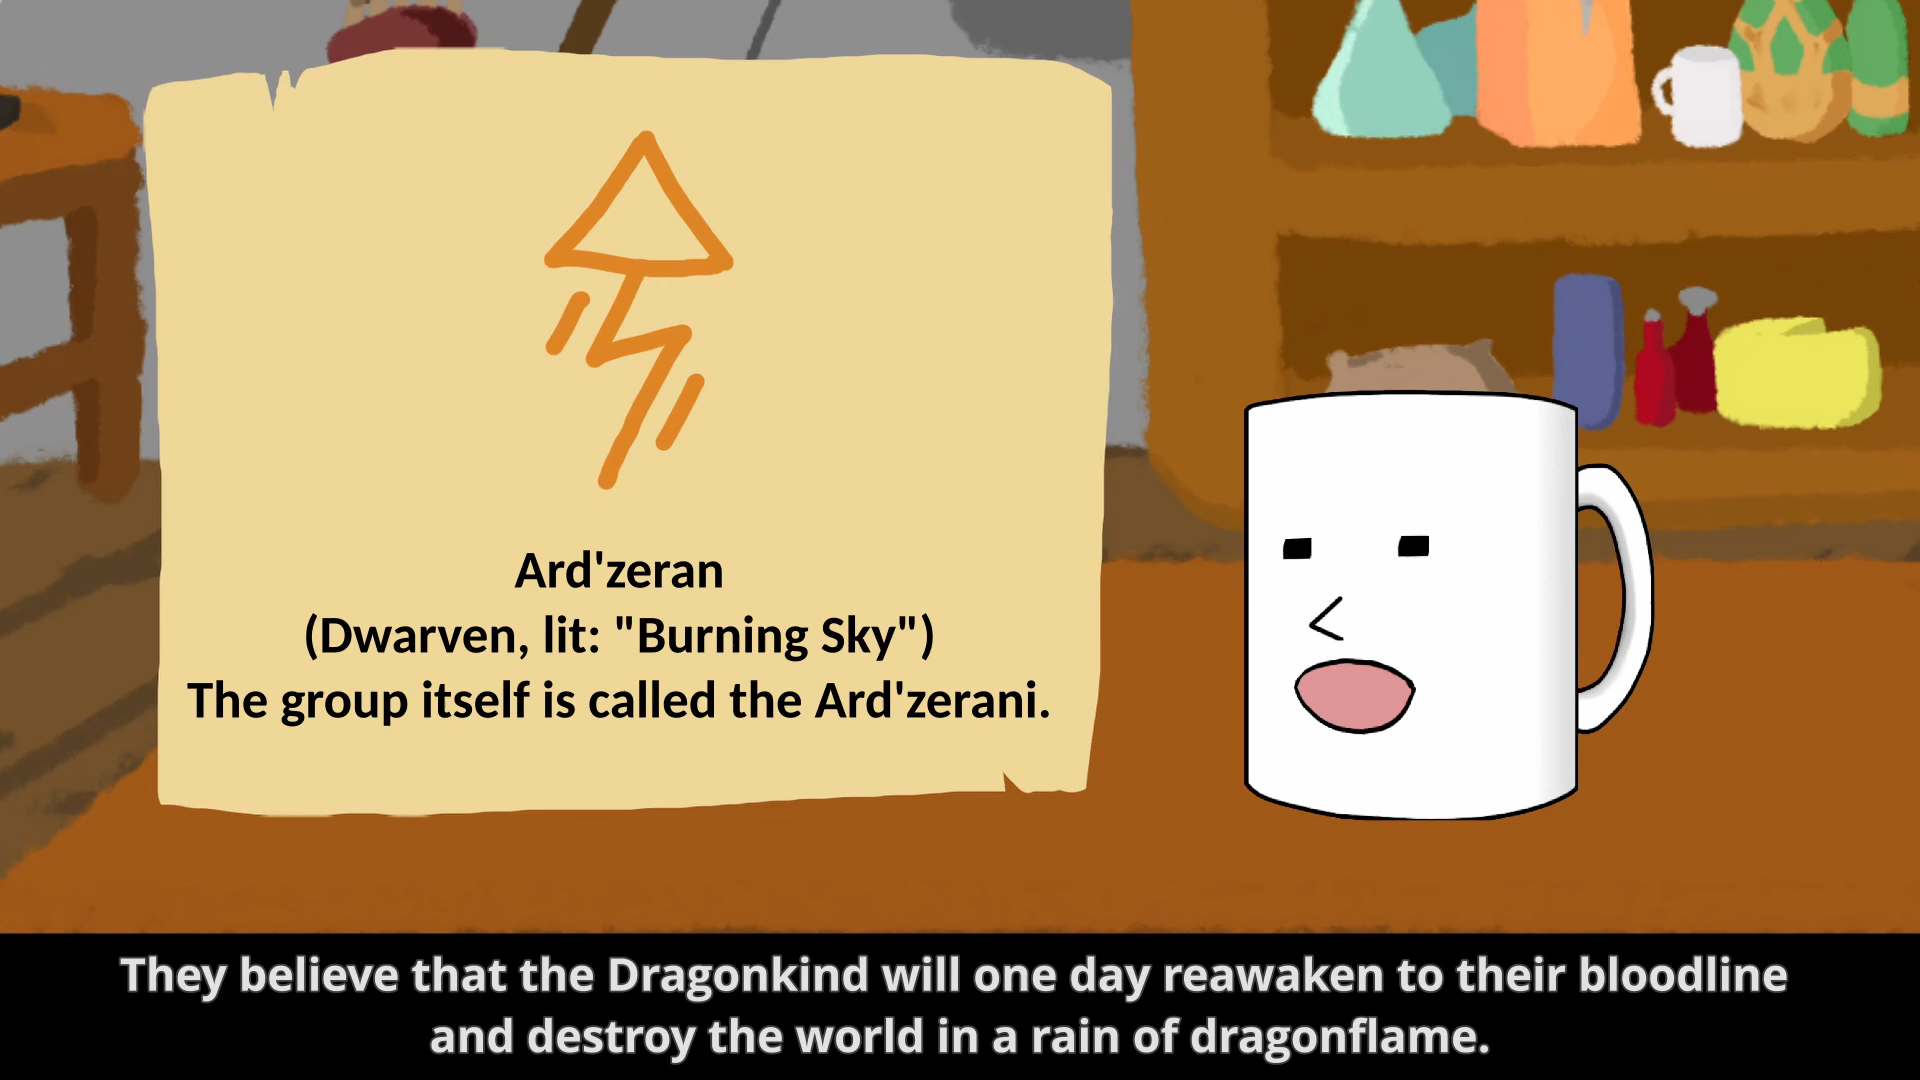 Ard'zeran
(Dwarven, lit: "Burning Sky")
The group itself is called the Ard'zerani.
They believe that the Dragonkind will one day reawaken to their bloodline
and destroy the world in a rain of dragonflame.